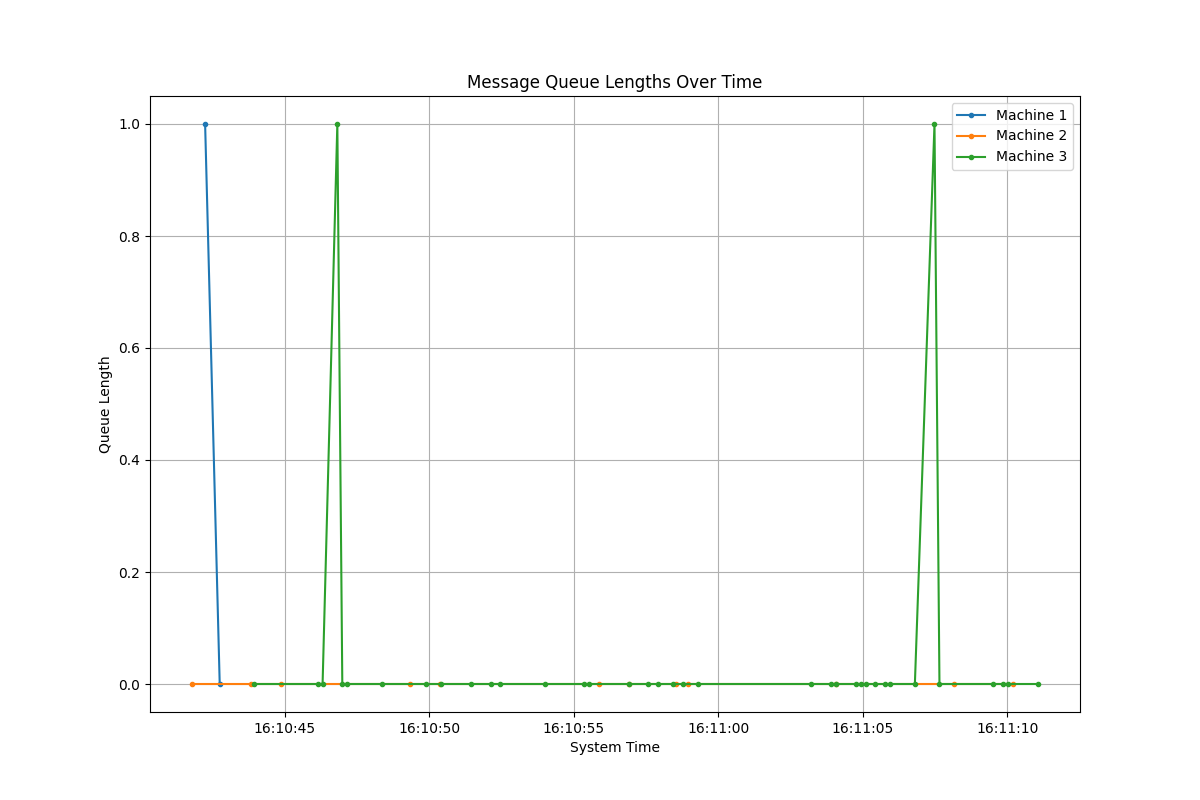 Message Queue Lengths Over Time
Machine 1
Machine 2
Machine 3
1.0
0.8
0.6
0.4
0.2
0.0
Queue Length
16:10:45
16:10:50
16:10:55
16:11:00
16:11:05
16:11:10
System Time